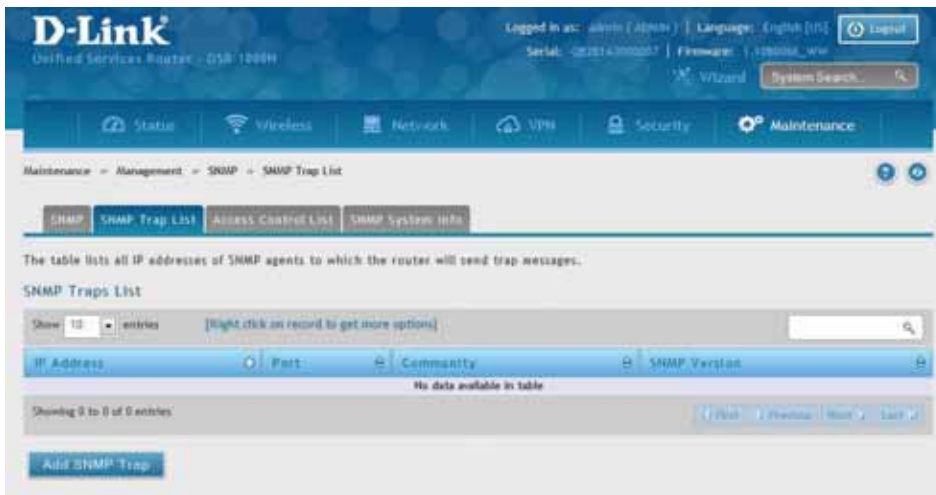 D-Link
Unified Services Router - DSR-1000N
Logged in as: admin ( ADMIN ) | Language: English [US]
Logout
Serial: | Firmware:
Wizard
System Search...
Status
Wireless
Network
VPN
Security
Maintenance
Maintenance » Management » SNMP » SNMP Trap List
SNMP
SNMP Trap List
Access Control List
SNMP System Info
The table lists all IP addresses of SNMP agents to which the router will send trap messages.
SNMP Traps List
Show 10 entries
[Right click on record to get more options]
IP Address
Port
Community
SNMP Version
No data available in table
Showing 0 to 0 of 0 entries
First
Previous
Next
Last
Add SNMP Trap